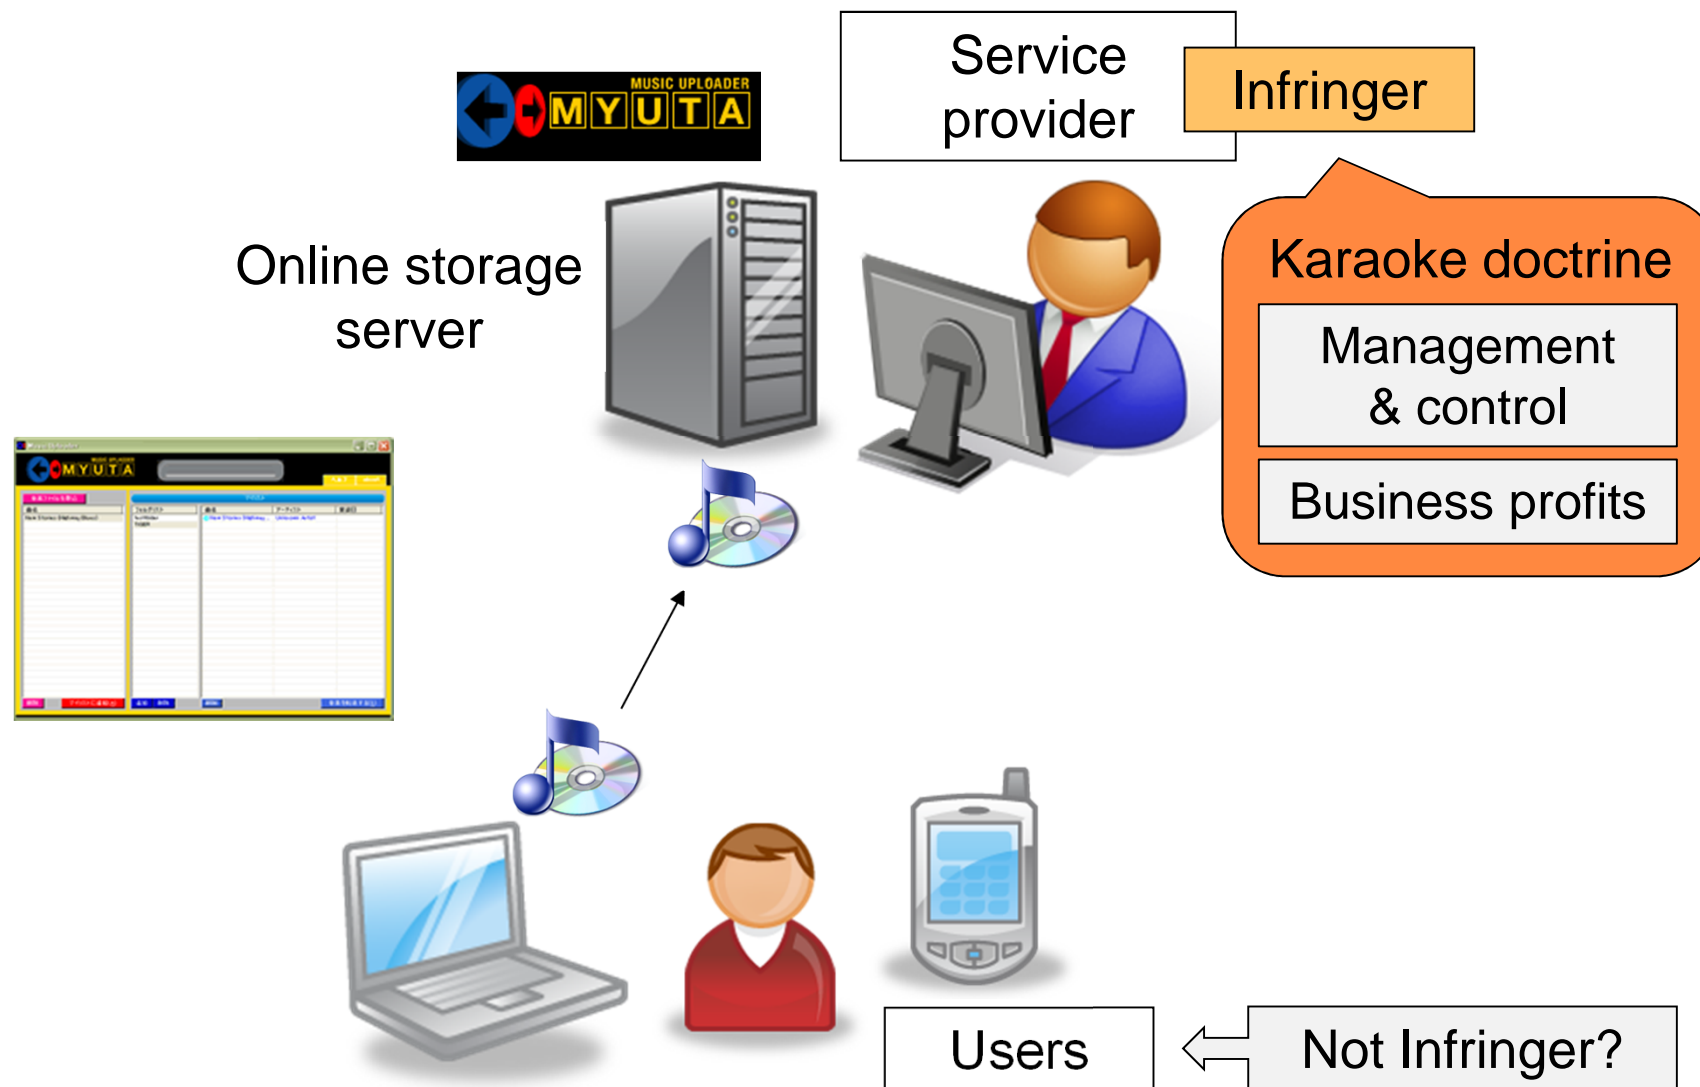 MUSIC UPLOADER
MYUTA
Service
provider
Infringer
Online storage
server
Karaoke doctrine
Management
& control
Business profits
MYUTA
Users
Not Infringer?